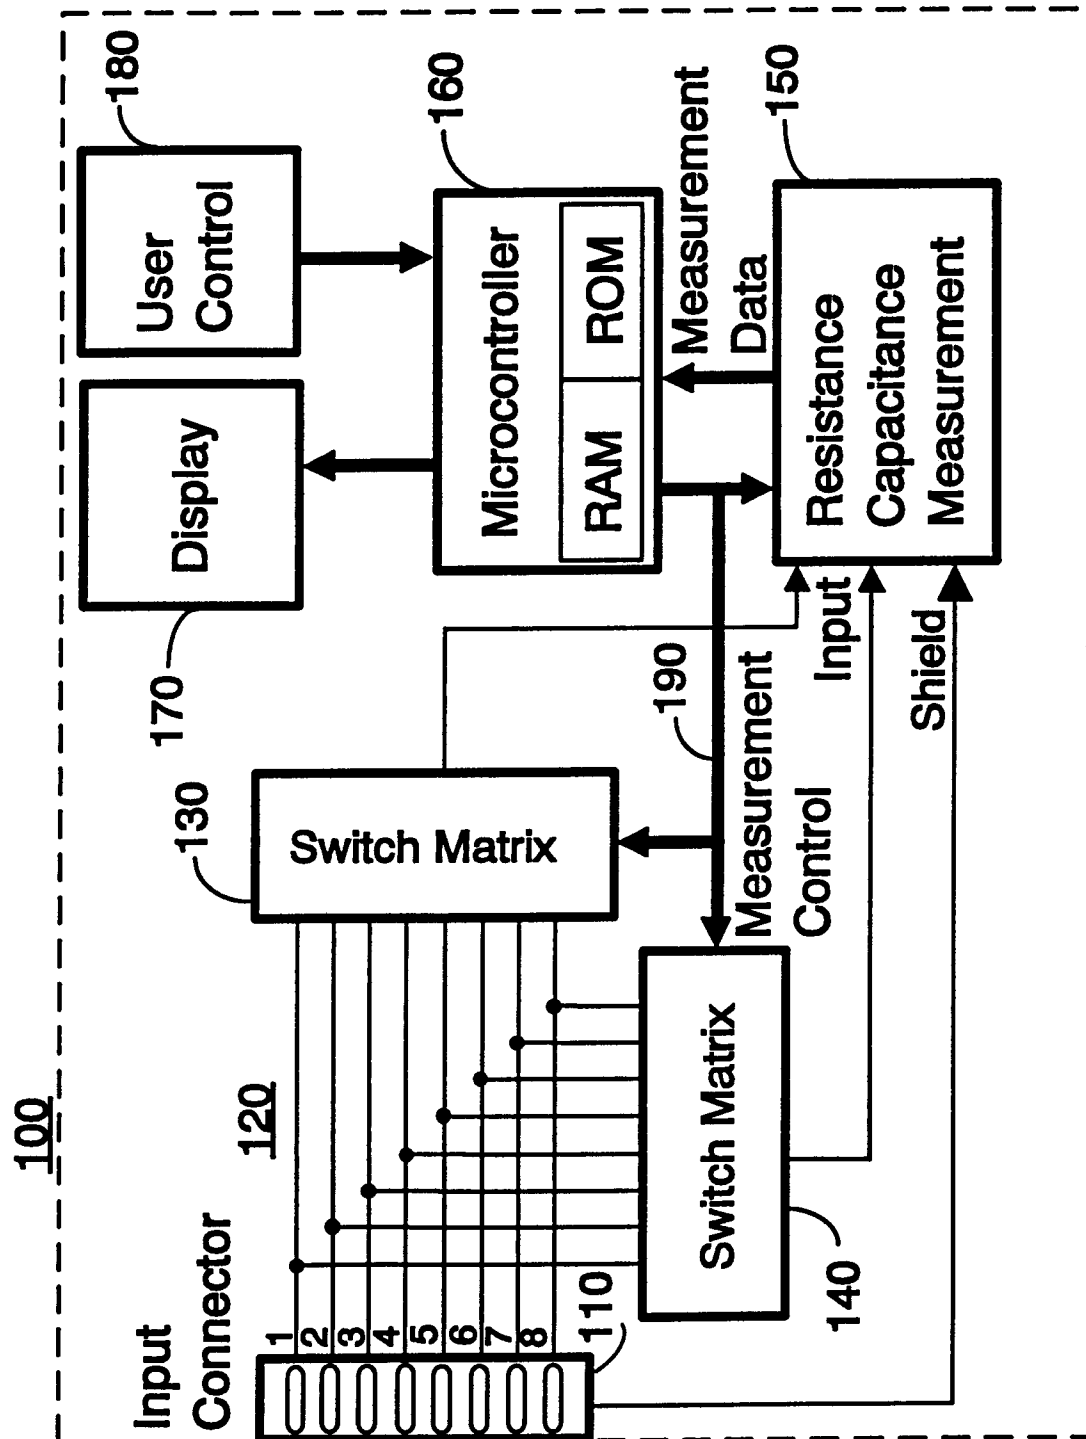 100
Input
Connector
1
2
3
4
5
6
7
8
110
120
130
Switch Matrix
140
Switch Matrix
190
Measurement
Control
170
Display
180
User
Control
160
Microcontroller
RAM
ROM
Measurement
Data
150
Resistance
Capacitance
Measurement
Input
Shield